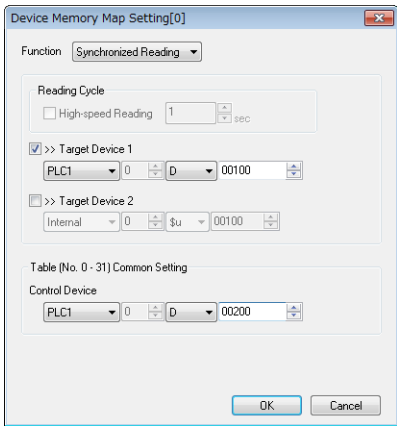 Device Memory Map Setting[0]
Function Synchronized Reading
Reading Cycle
High-speed Reading 1 sec
>> Target Device 1
PLC1 0 D 00100
>> Target Device 2
Internal 0 $u 00100
Table (No. 0 - 31) Common Setting
Control Device
PLC1 0 D 00200
OK Cancel